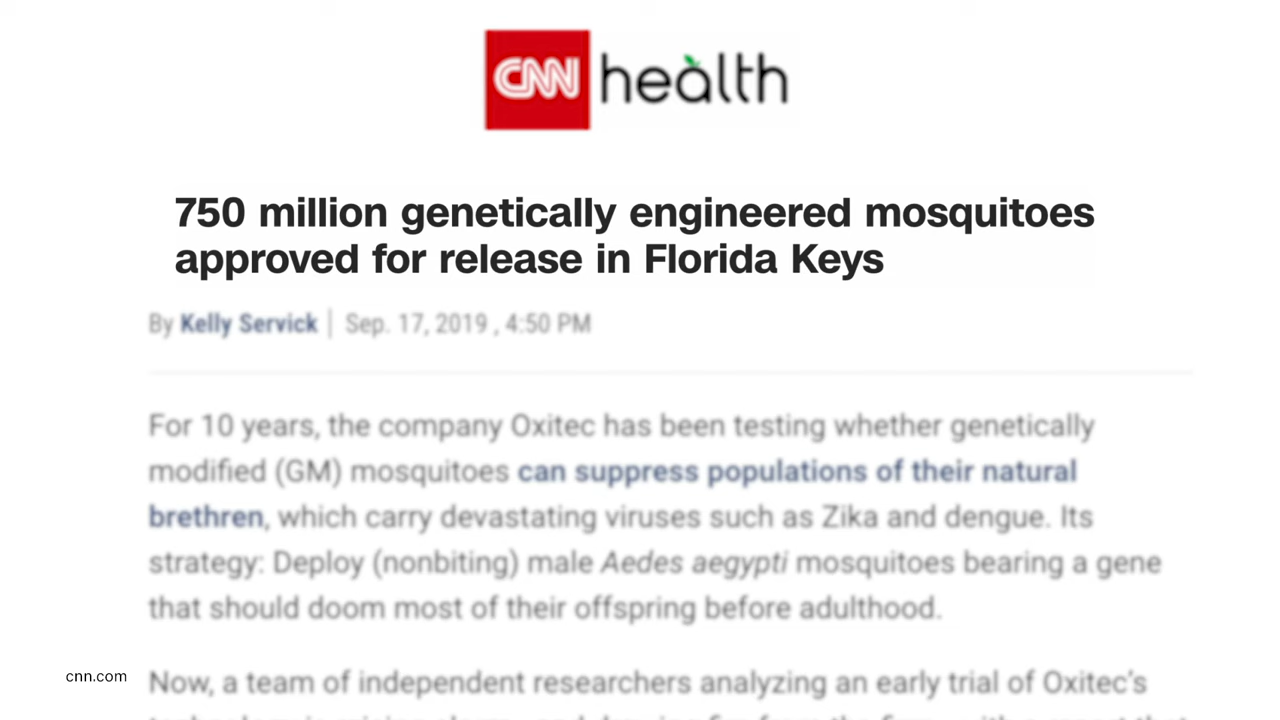 CNN health
750 million genetically engineered mosquitoes
approved for release in Florida Keys
By Kelly Servick | Sep. 17, 2019 , 4:50 PM
For 10 years, the company Oxitec has been testing whether genetically
modified (GM) mosquitoes can suppress populations of their natural
brethren, which carry devastating viruses such as Zika and dengue. Its
strategy: Deploy (nonbiting) male Aedes aegypti mosquitoes bearing a gene
that should doom most of their offspring before adulthood.
cnn.com
Now, a team of independent researchers analyzing an early trial of Oxitec's